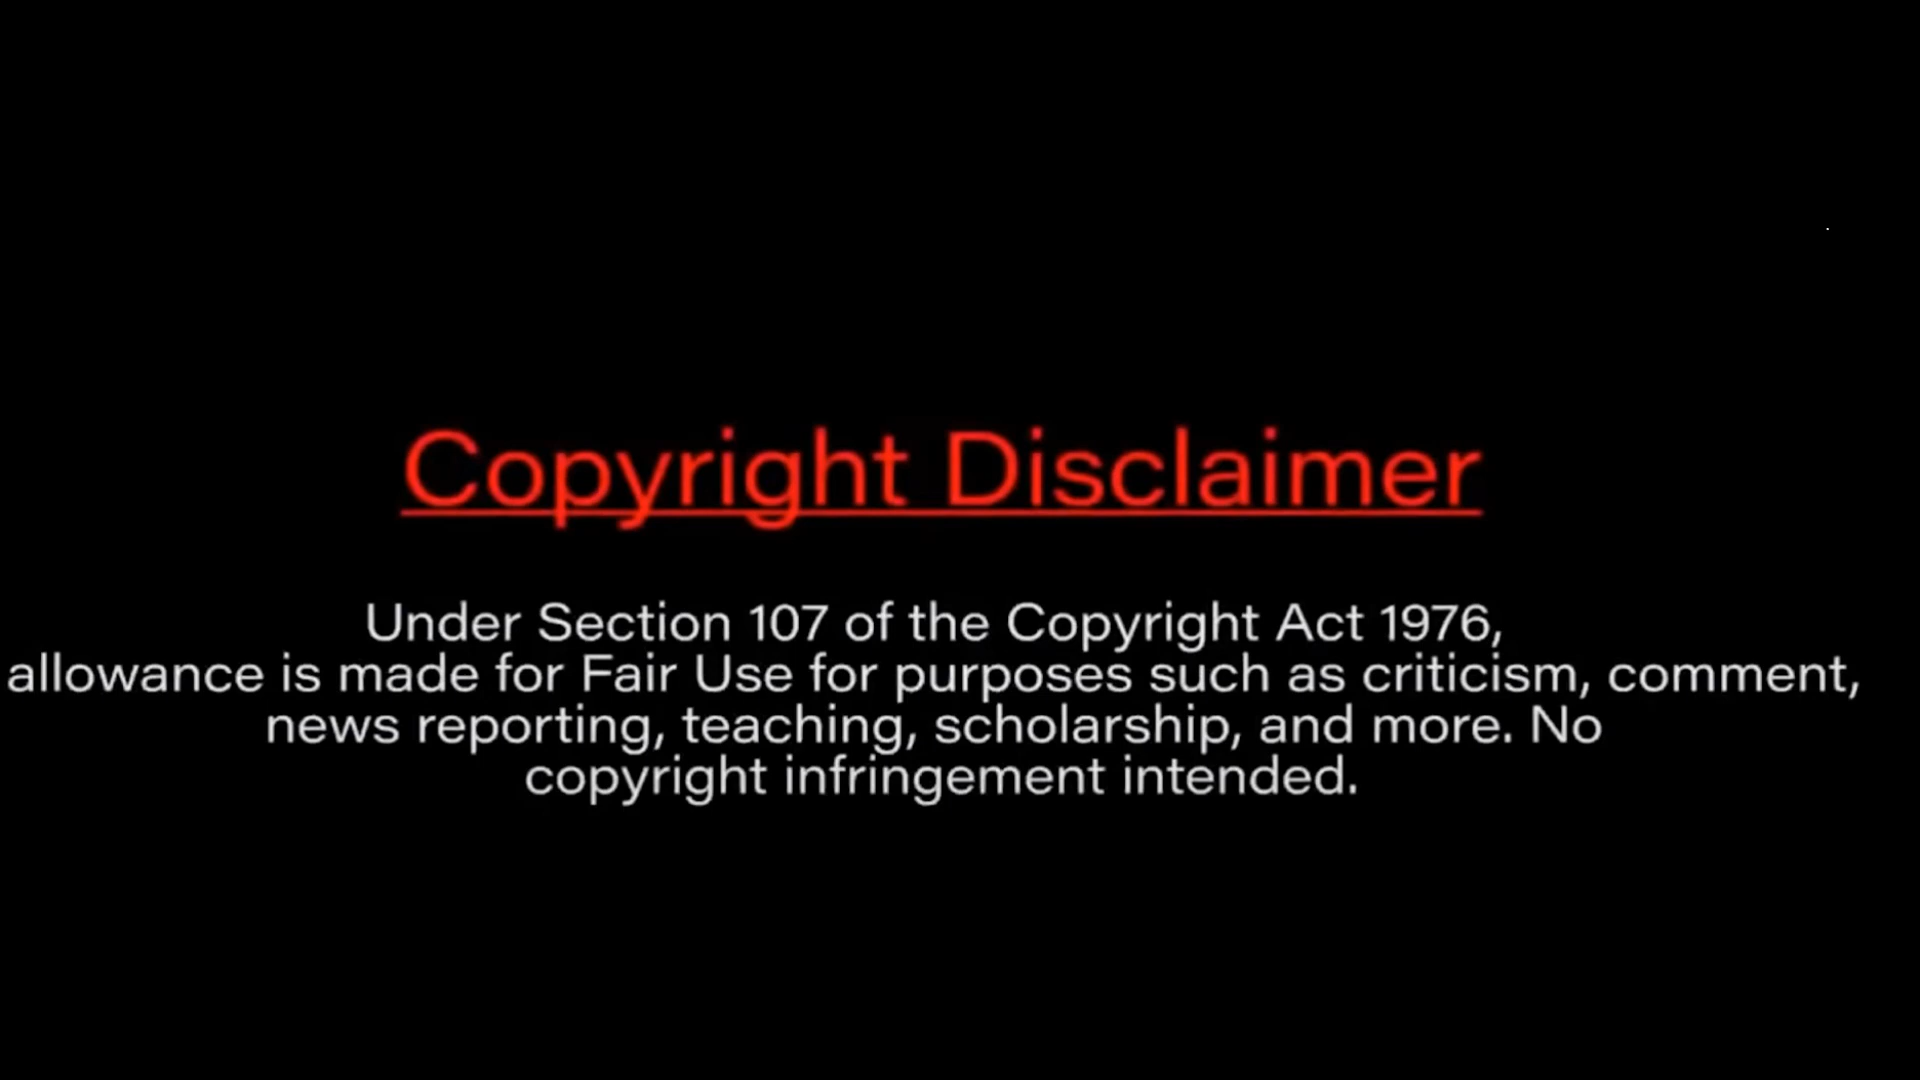 Copyright Disclaimer
Under Section 107 of the Copyright Act 1976,
allowance is made for Fair Use for purposes such as criticism, comment,
news reporting, teaching, scholarship, and more. No
copyright infringement intended.